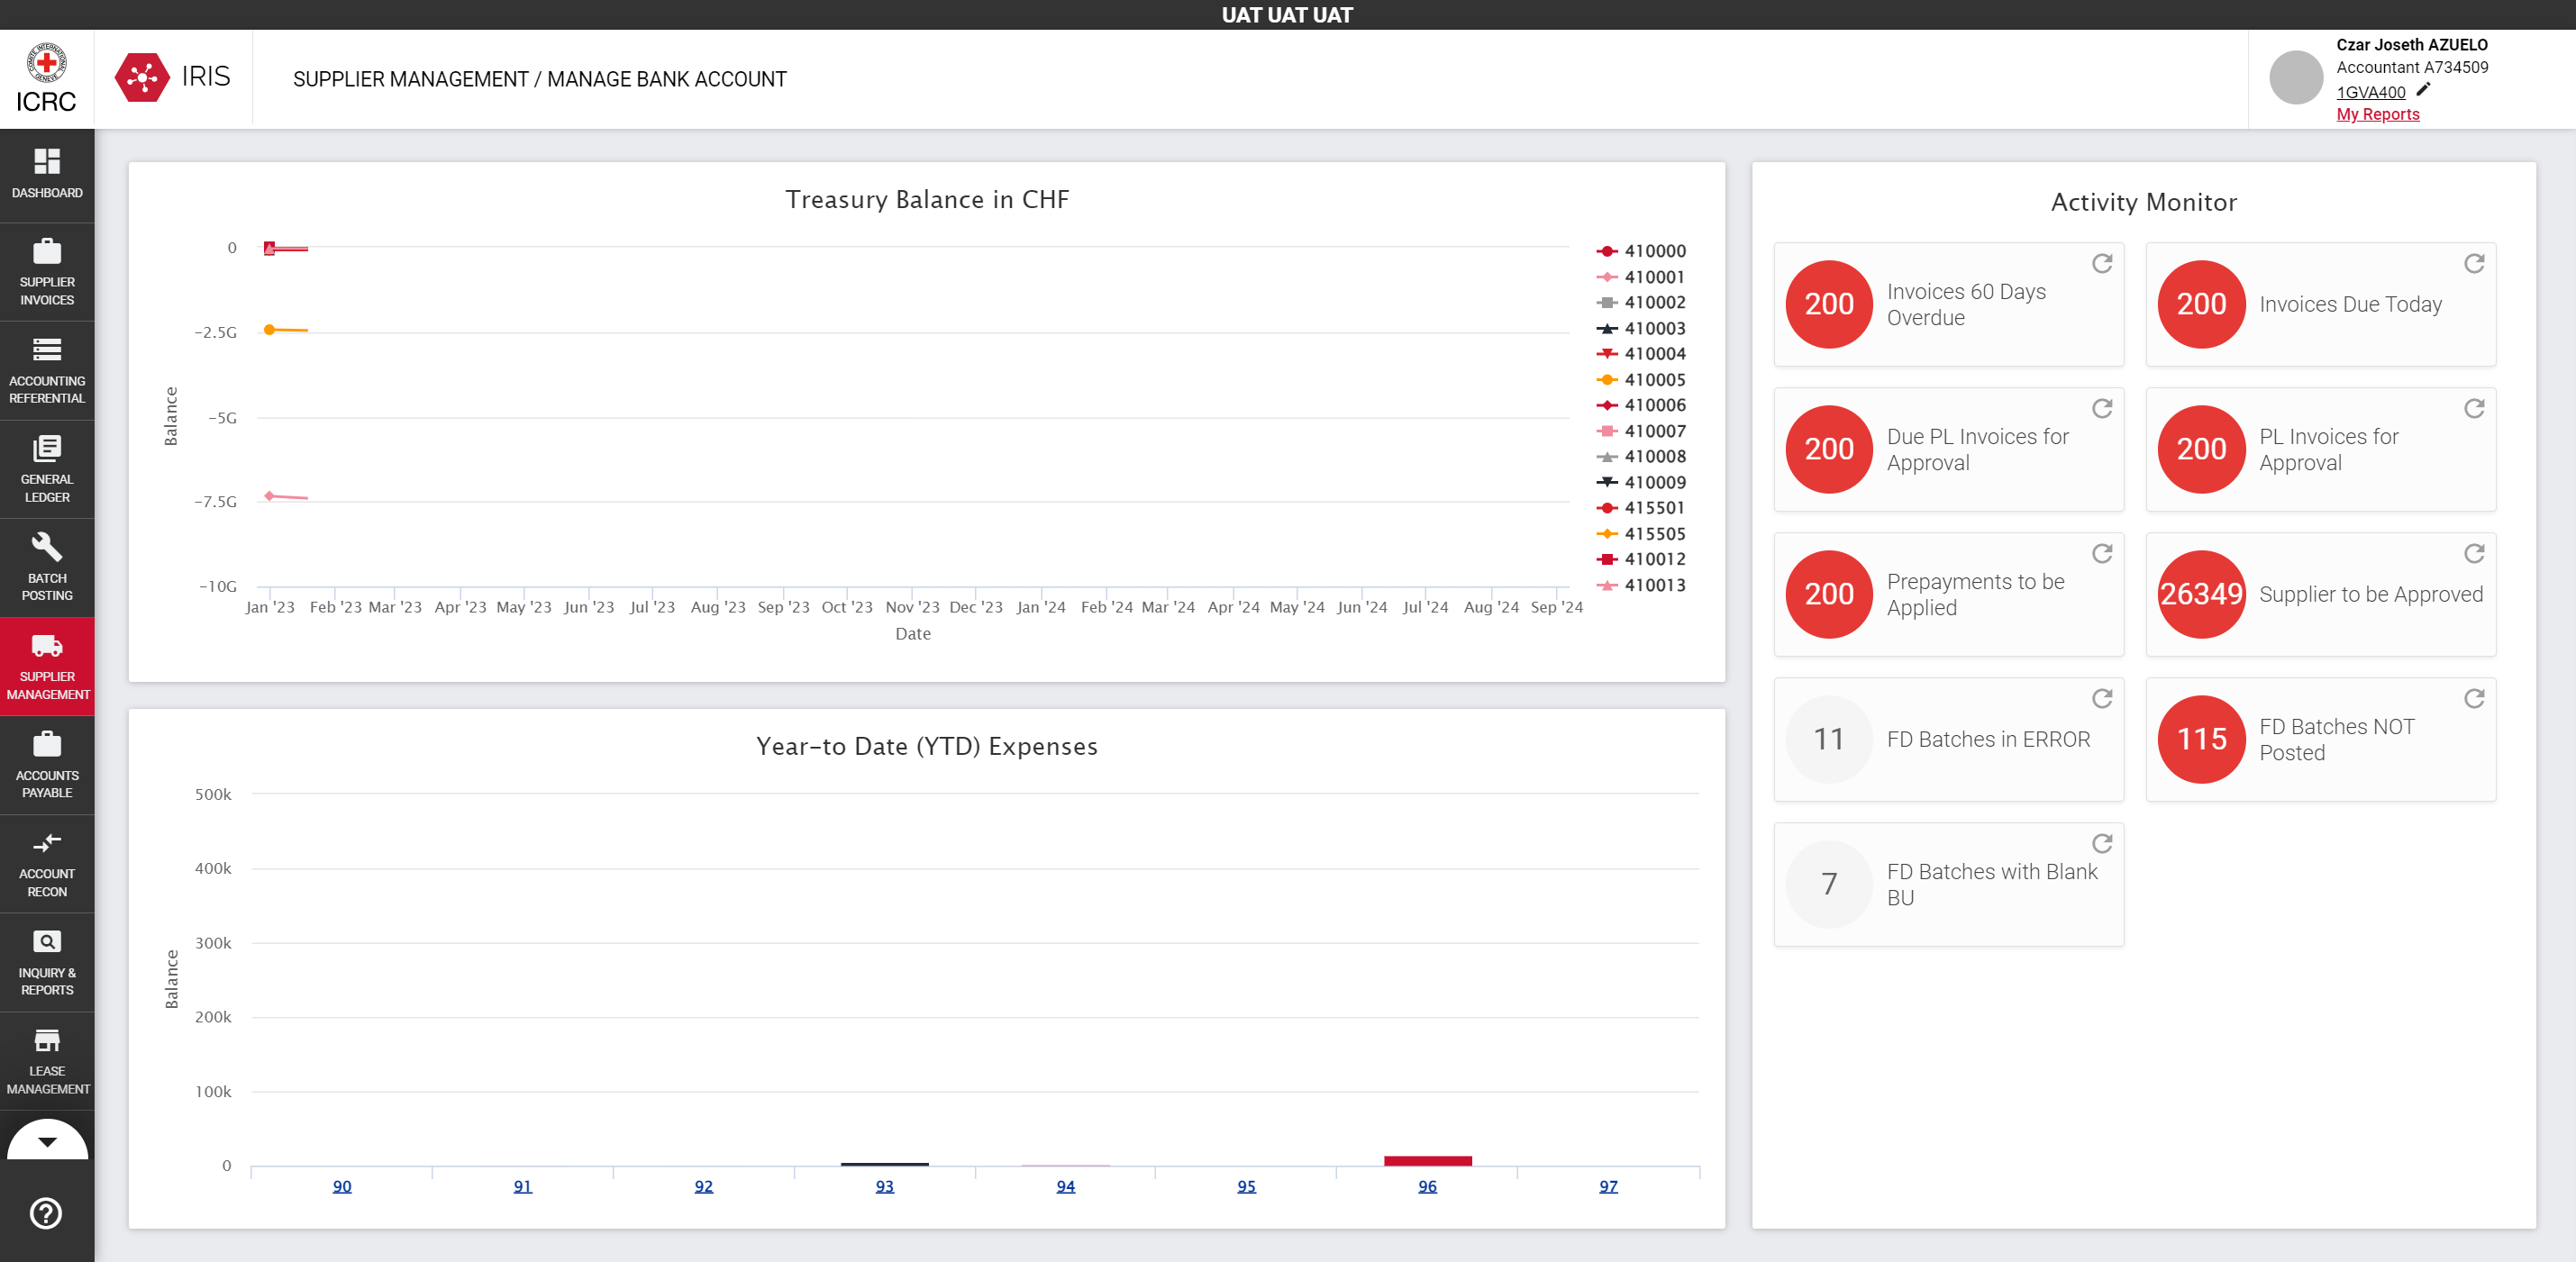 UAT UAT UAT
ICRC
IRIS
SUPPLIER MANAGEMENT / MANAGE BANK ACCOUNT
Czar Joseth AZUELO
Accountant A734509
1GVA400
My Reports
DASHBOARD
SUPPLIER
INVOICES
ACCOUNTING
REFERENTIAL
GENERAL
LEDGER
BATCH
POSTING
SUPPLIER
MANAGEMENT
ACCOUNTS
PAYABLE
ACCOUNT
RECON
INQUIRY &
REPORTS
LEASE
MANAGEMENT
Treasury Balance in CHF
Balance
0
-2.5G
-5G
-7.5G
-10G
Jan '23 Feb '23 Mar '23 Apr '23 May '23 Jun '23 Jul '23 Aug '23 Sep '23 Oct '23 Nov '23 Dec '23 Jan '24 Feb '24 Mar '24 Apr '24 May '24 Jun '24 Jul '24 Aug '24 Sep '24
Date
410000
410001
410002
410003
410004
410005
410006
410007
410008
410009
415501
415505
410012
410013
Year-to Date (YTD) Expenses
Balance
500k
400k
300k
200k
100k
0
90 91 92 93 94 95 96 97
Activity Monitor
200
Invoices 60 Days
Overdue
200
Invoices Due Today
200
Due PL Invoices for
Approval
200
PL Invoices for
Approval
200
Prepayments to be
Applied
26349
Supplier to be Approved
11
FD Batches in ERROR
115
FD Batches NOT
Posted
7
FD Batches with Blank
BU